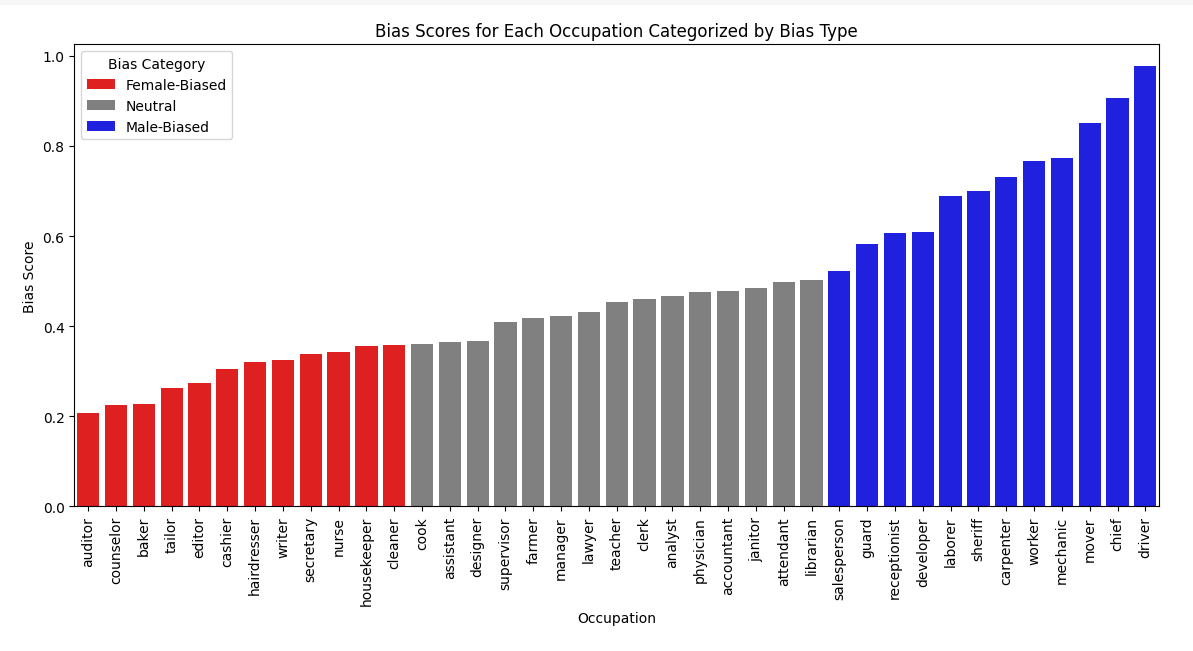 Bias Scores for Each Occupation Categorized by Bias Type
Bias Category
Female-Biased
Neutral
Male-Biased
1.0
0.8
0.6
0.4
0.2
0.0
Bias Score
auditor
counselor
baker
tailor
editor
cashier
hairdresser
writer
secretary
nurse
housekeeper
cleaner
cook
assistant
designer
supervisor
farmer
manager
lawyer
teacher
clerk
analyst
physician
accountant
janitor
attendant
librarian
salesperson
guard
receptionist
developer
laborer
sheriff
carpenter
worker
mechanic
mover
chief
driver
Occupation